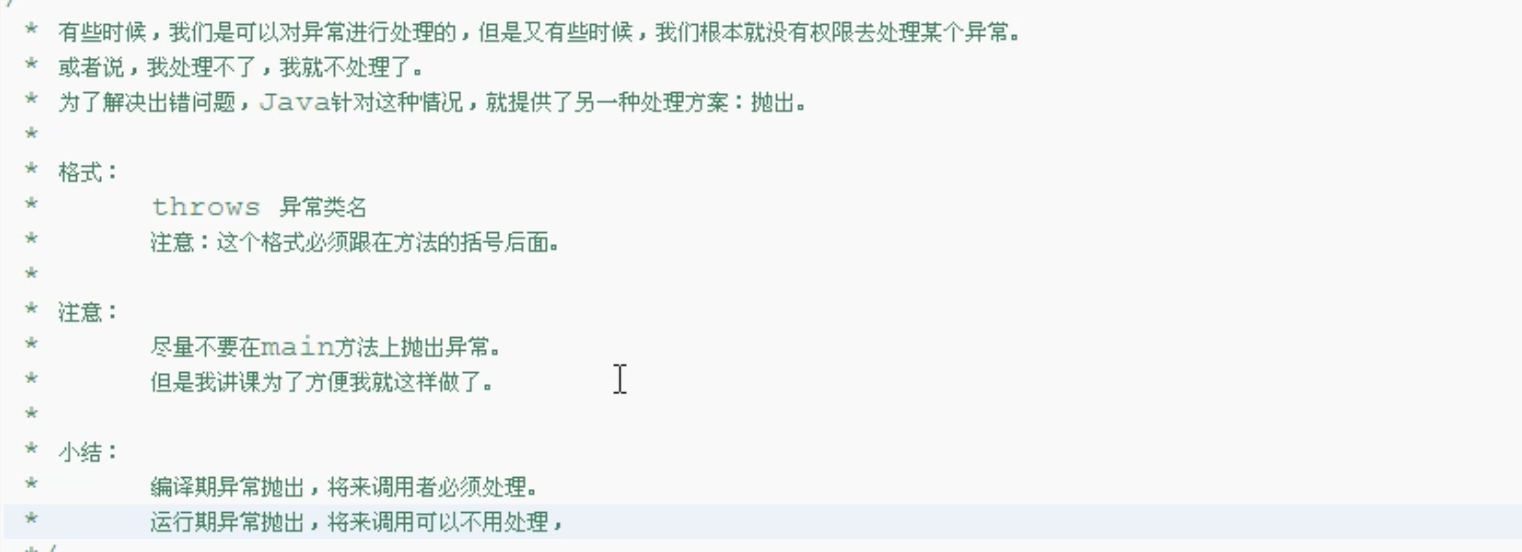 /
* 有些时候，我们是可以对异常进行处理的，但是又有些时候，我们根本就没有权限去处理某个异常。
* 或者说，我处理不了，我就不处理了。
* 为了解决出错问题，Java针对这种情况，就提供了另一种处理方案：抛出。
*
* 格式：
* throws 异常类名
* 注意：这个格式必须跟在方法的括号后面。
*
* 注意：
* 尽量不要在main方法上抛出异常。
* 但是我讲课为了方便我就这样做了。
*
* 小结：
* 编译期异常抛出，将来调用者必须处理。
* 运行期异常抛出，将来调用可以不用处理，
*/